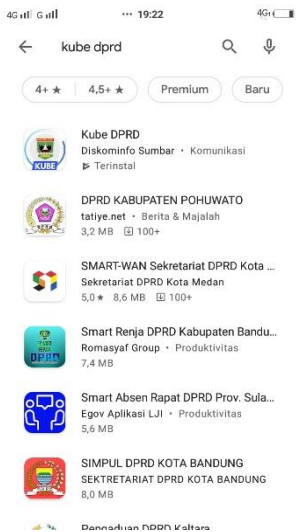 4G G 19:22 4G
kube dprd
4+ ★ 4,5+ ★ Premium Baru
Kube DPRD
Diskominfo Sumbar • Komunikasi
Terinstal
KUBE
DPRD KABUPATEN POHUWATO
tatiye.net • Berita & Majalah
3,2 MB 100+
SMART-WAN Sekretariat DPRD Kota ...
Sekretariat DPRD Kota Medan
5,0 ★ 8,6 MB 100+
Smart Renja DPRD Kabupaten Bandu...
Romasyaf Group • Produktivitas
7,4 MB
DPRD
Smart Absen Rapat DPRD Prov. Sula...
Egov Aplikasi LJI • Produktivitas
5,6 MB
SIMPUL DPRD KOTA BANDUNG
SEKTRETARIAT DPRD KOTA BANDUNG
8,0 MB
Pengaduan DPRD Kaltara